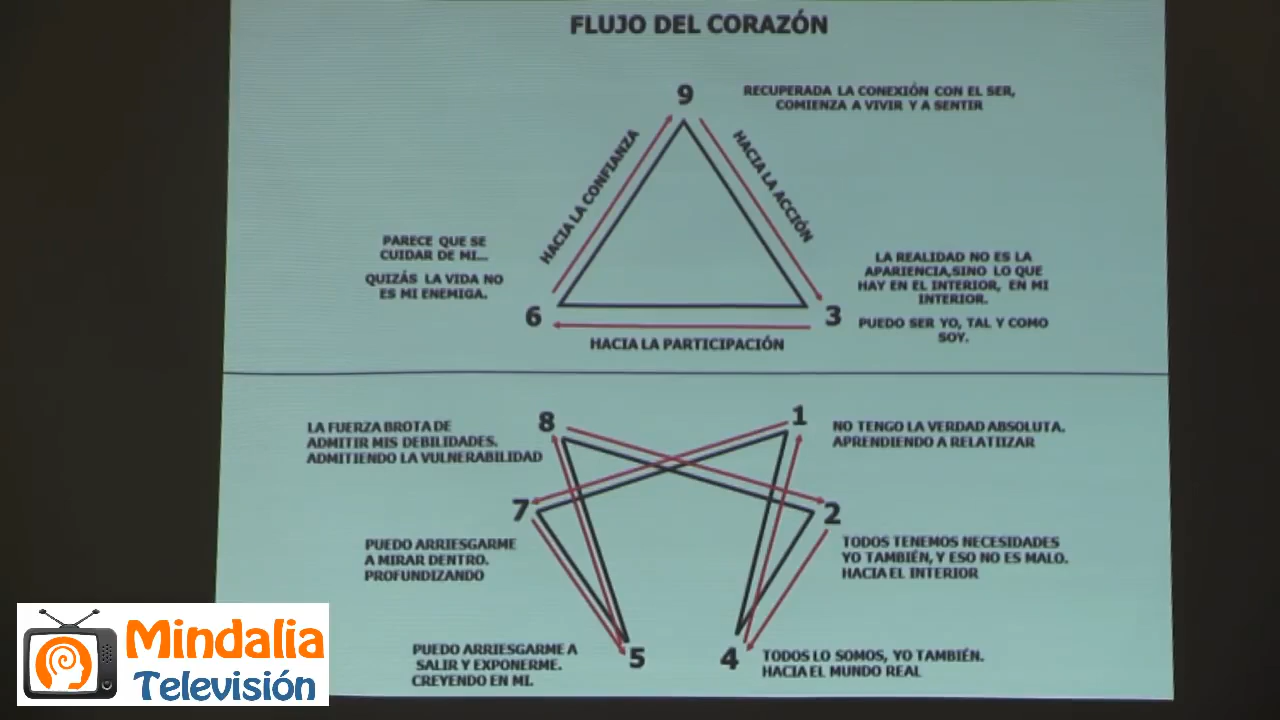 FLUJO DEL CORAZÓN
9
RECUPERADA LA CONEXIÓN CON EL SER,
COMIENZA A VIVIR Y A SENTIR
HACIA LA CONFIANZA
HACIA LA ACCIÓN
PARECE QUE SE
CUIDAR DE MI...
QUIZÁS LA VIDA NO
ES MI ENEMIGA.
6
3
LA REALIDAD NO ES LA
APARIENCIA,SINO LO QUE
HAY EN EL INTERIOR, EN MI
INTERIOR.
PUEDO SER YO, TAL Y COMO
SOY.
HACIA LA PARTICIPACIÓN
8
LA FUERZA BROTA DE
ADMITIR MIS DEBILIDADES.
ADMITIENDO LA VULNERABILIDAD
1
NO TENGO LA VERDAD ABSOLUTA.
APRENDIENDO A RELATIIZAR
7
PUEDO ARRIESGARME
A MIRAR DENTRO.
PROFUNDIZANDO
2
TODOS TENEMOS NECESIDADES
YO TAMBIÉN, Y ESO NO ES MALO.
HACIA EL INTERIOR
PUEDO ARRIESGARME A
SALIR Y EXPONERME.
CREYENDO EN MI.
5
4
TODOS LO SOMOS, YO TAMBIÉN.
HACIA EL MUNDO REAL
Mindalia
Televisión